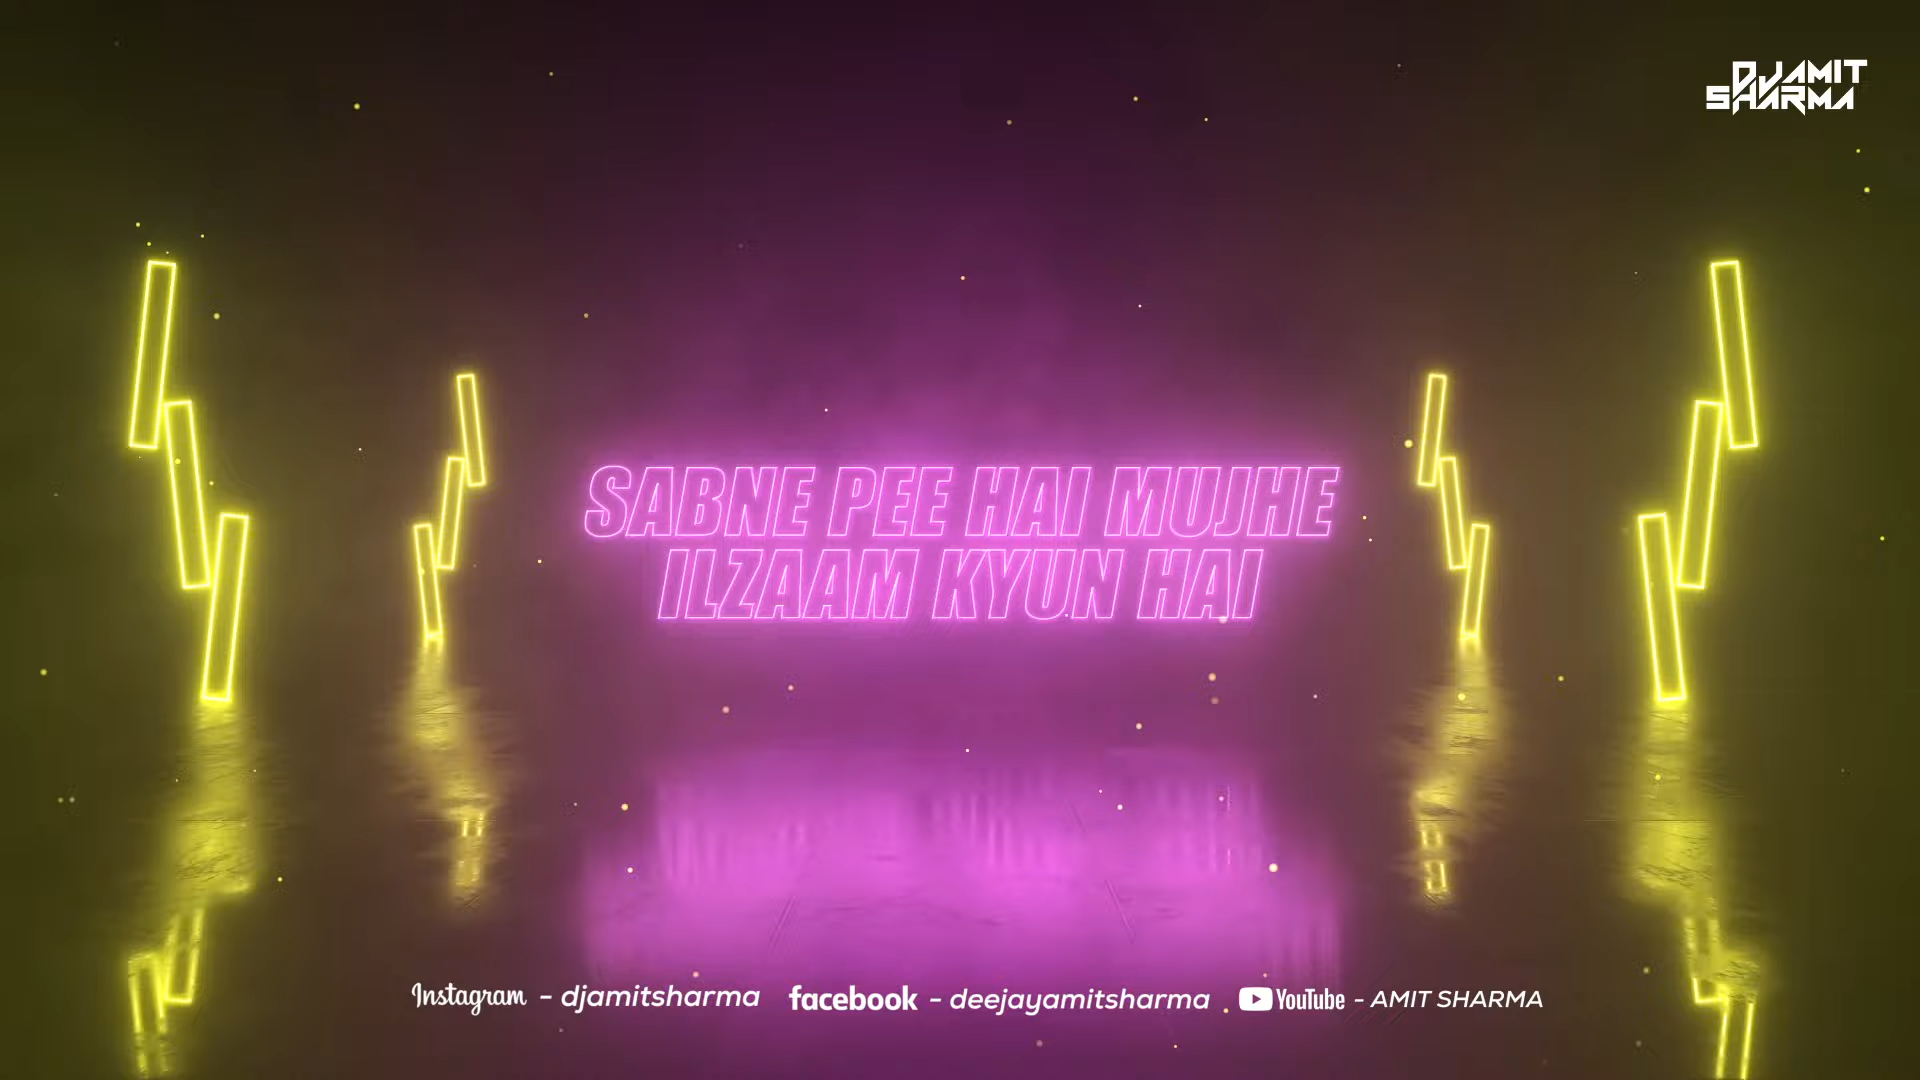 DJ AMIT
SHARMA
SABNE PEE HAI MUJHE
ILZAAM KYUN HAI
Instagram - djamitsharma facebook - deejayamitsharma YouTube - AMIT SHARMA